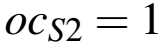 oc_{S2} = 1